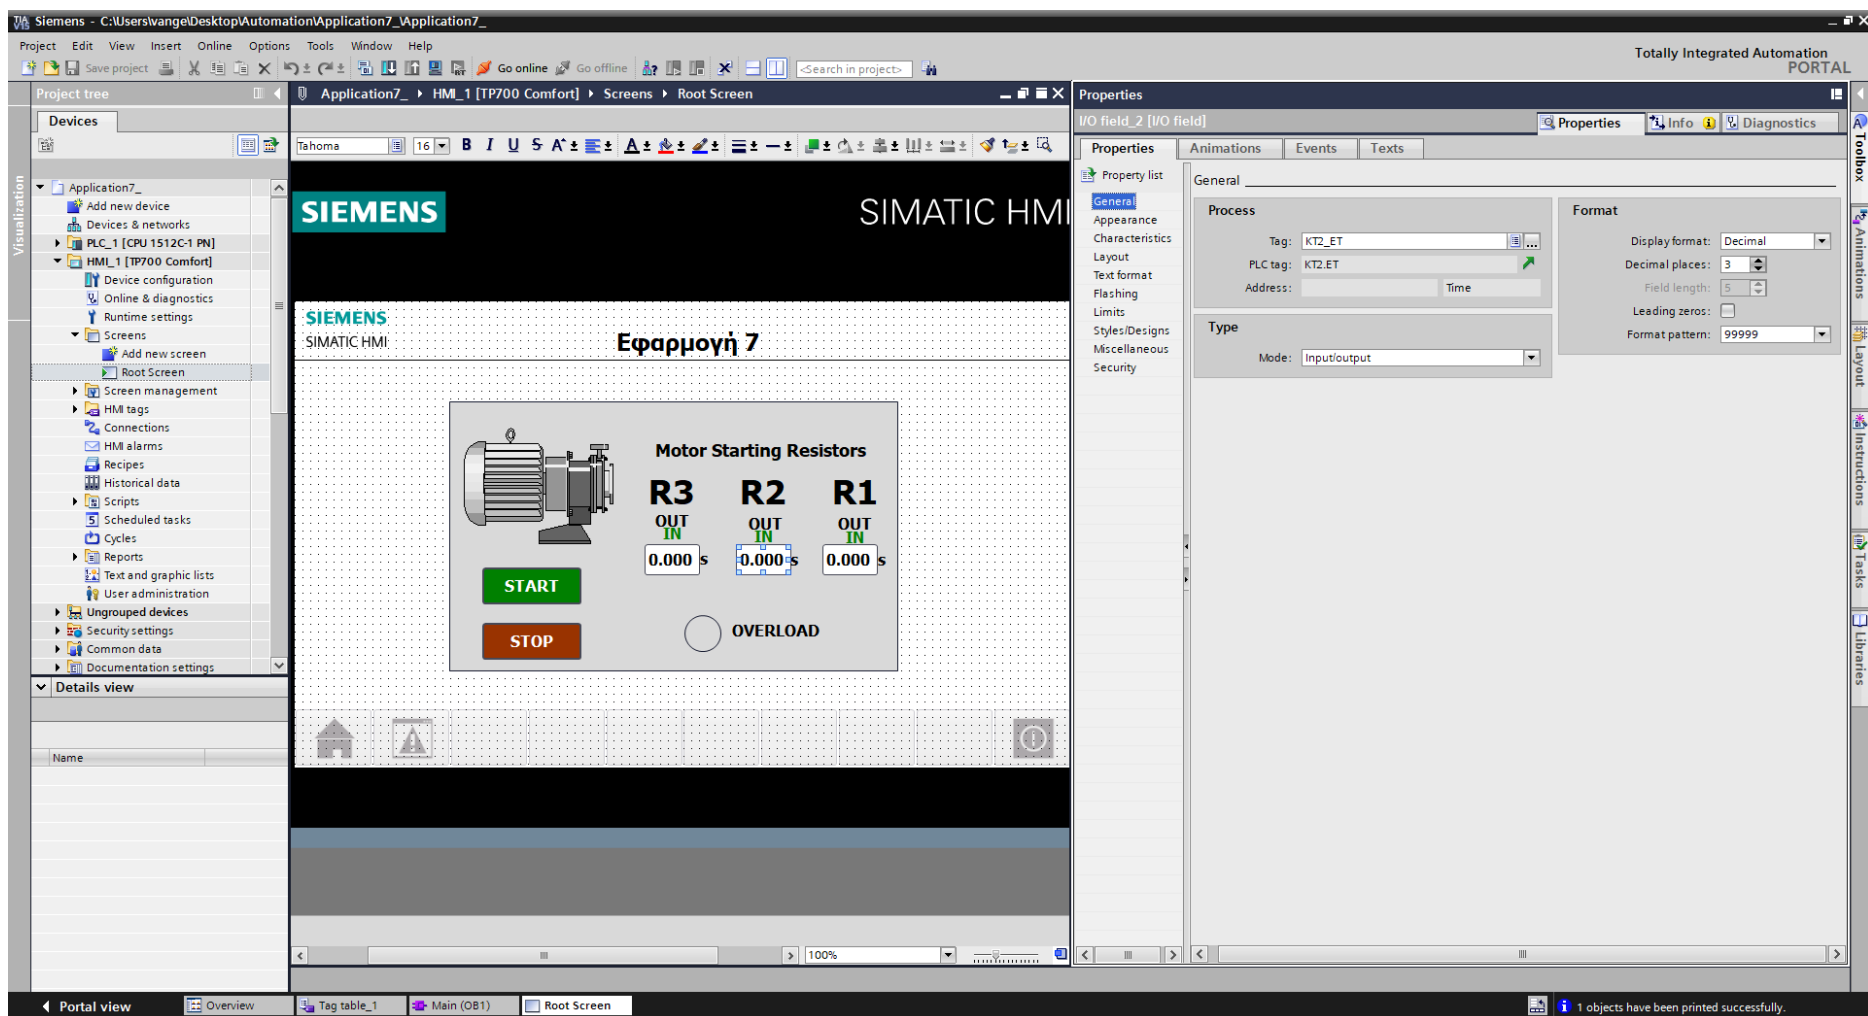 Siemens - C:\Users\vange\Desktop\Automation\Application7_\Application7_
Project Edit View Insert Online Options Tools Window Help
Totally Integrated Automation
PORTAL
Save project
Go online
Go offline
<Search in project>
Project tree
Devices
Visualization
Application7_
Add new device
Devices & networks
PLC_1 [CPU 1512C-1 PN]
HMI_1 [TP700 Comfort]
Device configuration
Online & diagnostics
Runtime settings
Screens
Add new screen
Root Screen
Screen management
HMI tags
Connections
HMI alarms
Recipes
Historical data
Scripts
Scheduled tasks
Cycles
Reports
Text and graphic lists
User administration
Ungrouped devices
Security settings
Common data
Documentation settings
Details view
Name
Application7_ HMI_1 [TP700 Comfort] Screens Root Screen
Tahoma 16 B I U S A A
SIEMENS
SIMATIC HMI
SIEMENS
SIMATIC HMI
Εφαρμογή 7
Motor Starting Resistors
R3 R2 R1
OUT OUT OUT
IN IN IN
0.000 s 0.000 s 0.000 s
START
STOP
OVERLOAD
100%
Properties
I/O field_2 [I/O field]
Properties Info Diagnostics
Properties Animations Events Texts
Property list
General
Appearance
Characteristics
Layout
Text format
Flashing
Limits
Styles/Designs
Miscellaneous
Security
General
Process
Tag: KT2_ET
PLC tag: KT2.ET
Address: Time
Type
Mode: Input/output
Format
Display format: Decimal
Decimal places: 3
Field length: 5
Leading zeros:
Format pattern: 99999
Toolbox
Animations
Layout
Instructions
Tasks
Libraries
Portal view Overview Tag table_1 Main (OB1) Root Screen
1 objects have been printed successfully.